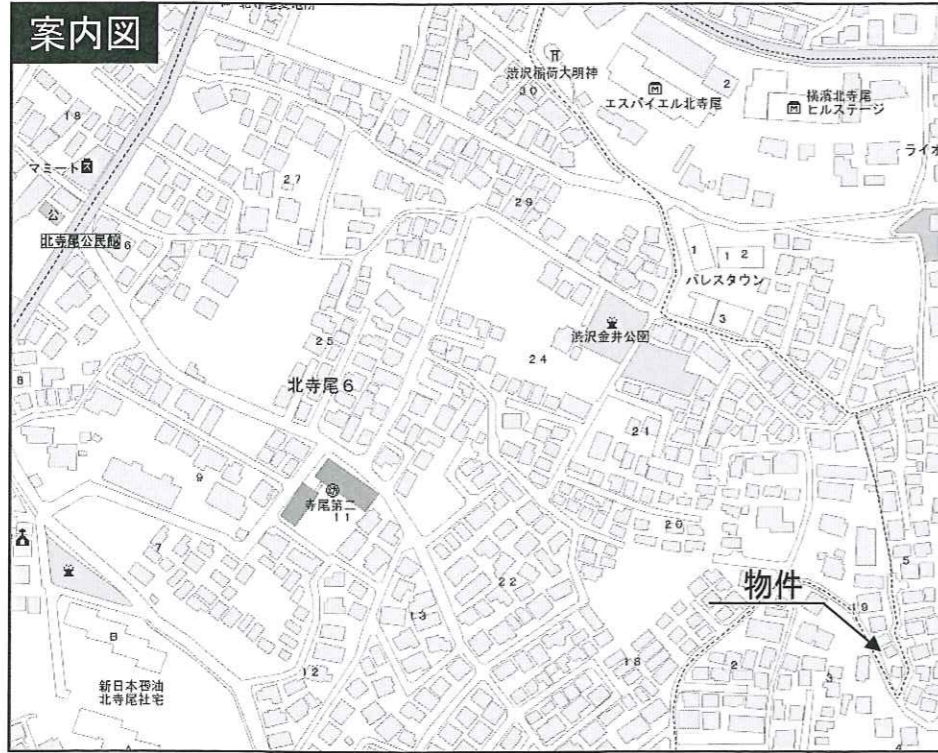 案内図
渋沢稲荷大明神
30
エスパイエル北寺尾
2
横濱北寺尾
ヒルステージ
18
マミート
27
公
北寺尾公民館
6
29
1
1 2
パレスタウン
3
渋沢金井公園
25
24
北寺尾6
8
21
9
寺尾第二
11
20
7
22
5
物件
19
13
8
18
2
3
12
新日本石油
北寺尾社宅